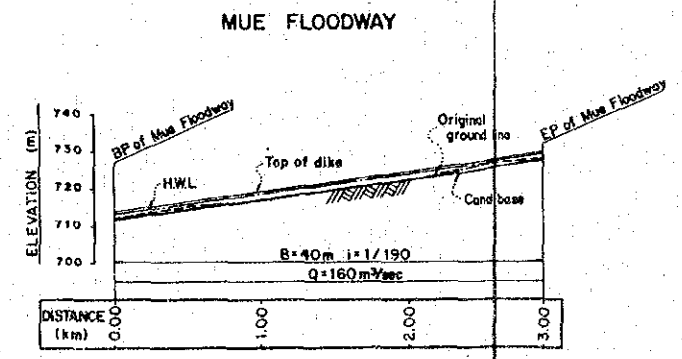 MUE FLOODWAY
ELEVATION (m)
740
730
720
710
700
BP of Mue Floodway
H.W.L.
Top of dike
Original
ground line
EP of Mue Floodway
Canal base
B=40m i=1/190
Q=160m³/sec
DISTANCE
(km)
0.00
1.00
2.00
3.00